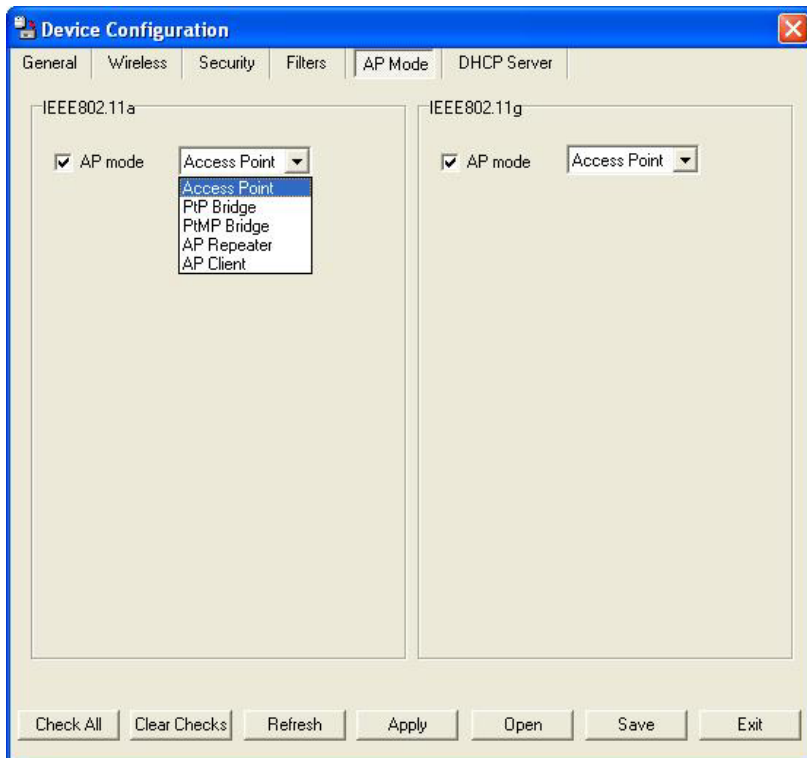 Device Configuration
General Wireless Security Filters AP Mode DHCP Server
IEEE802.11a
AP mode Access Point
Access Point
PtP Bridge
PtMP Bridge
AP Repeater
AP Client
IEEE802.11g
AP mode Access Point
Check All Clear Checks Refresh Apply Open Save Exit